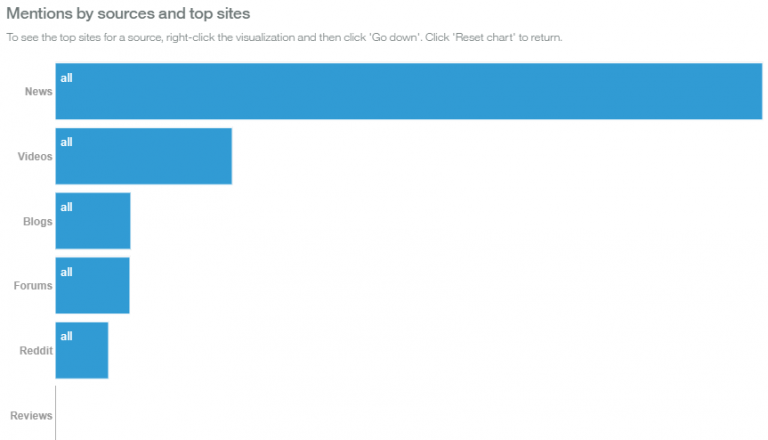 Mentions by sources and top sites
To see the top sites for a source, right-click the visualization and then click 'Go down'. Click 'Reset chart' to return.
all
News
all
Videos
all
Blogs
all
Forums
all
Reddit
Reviews